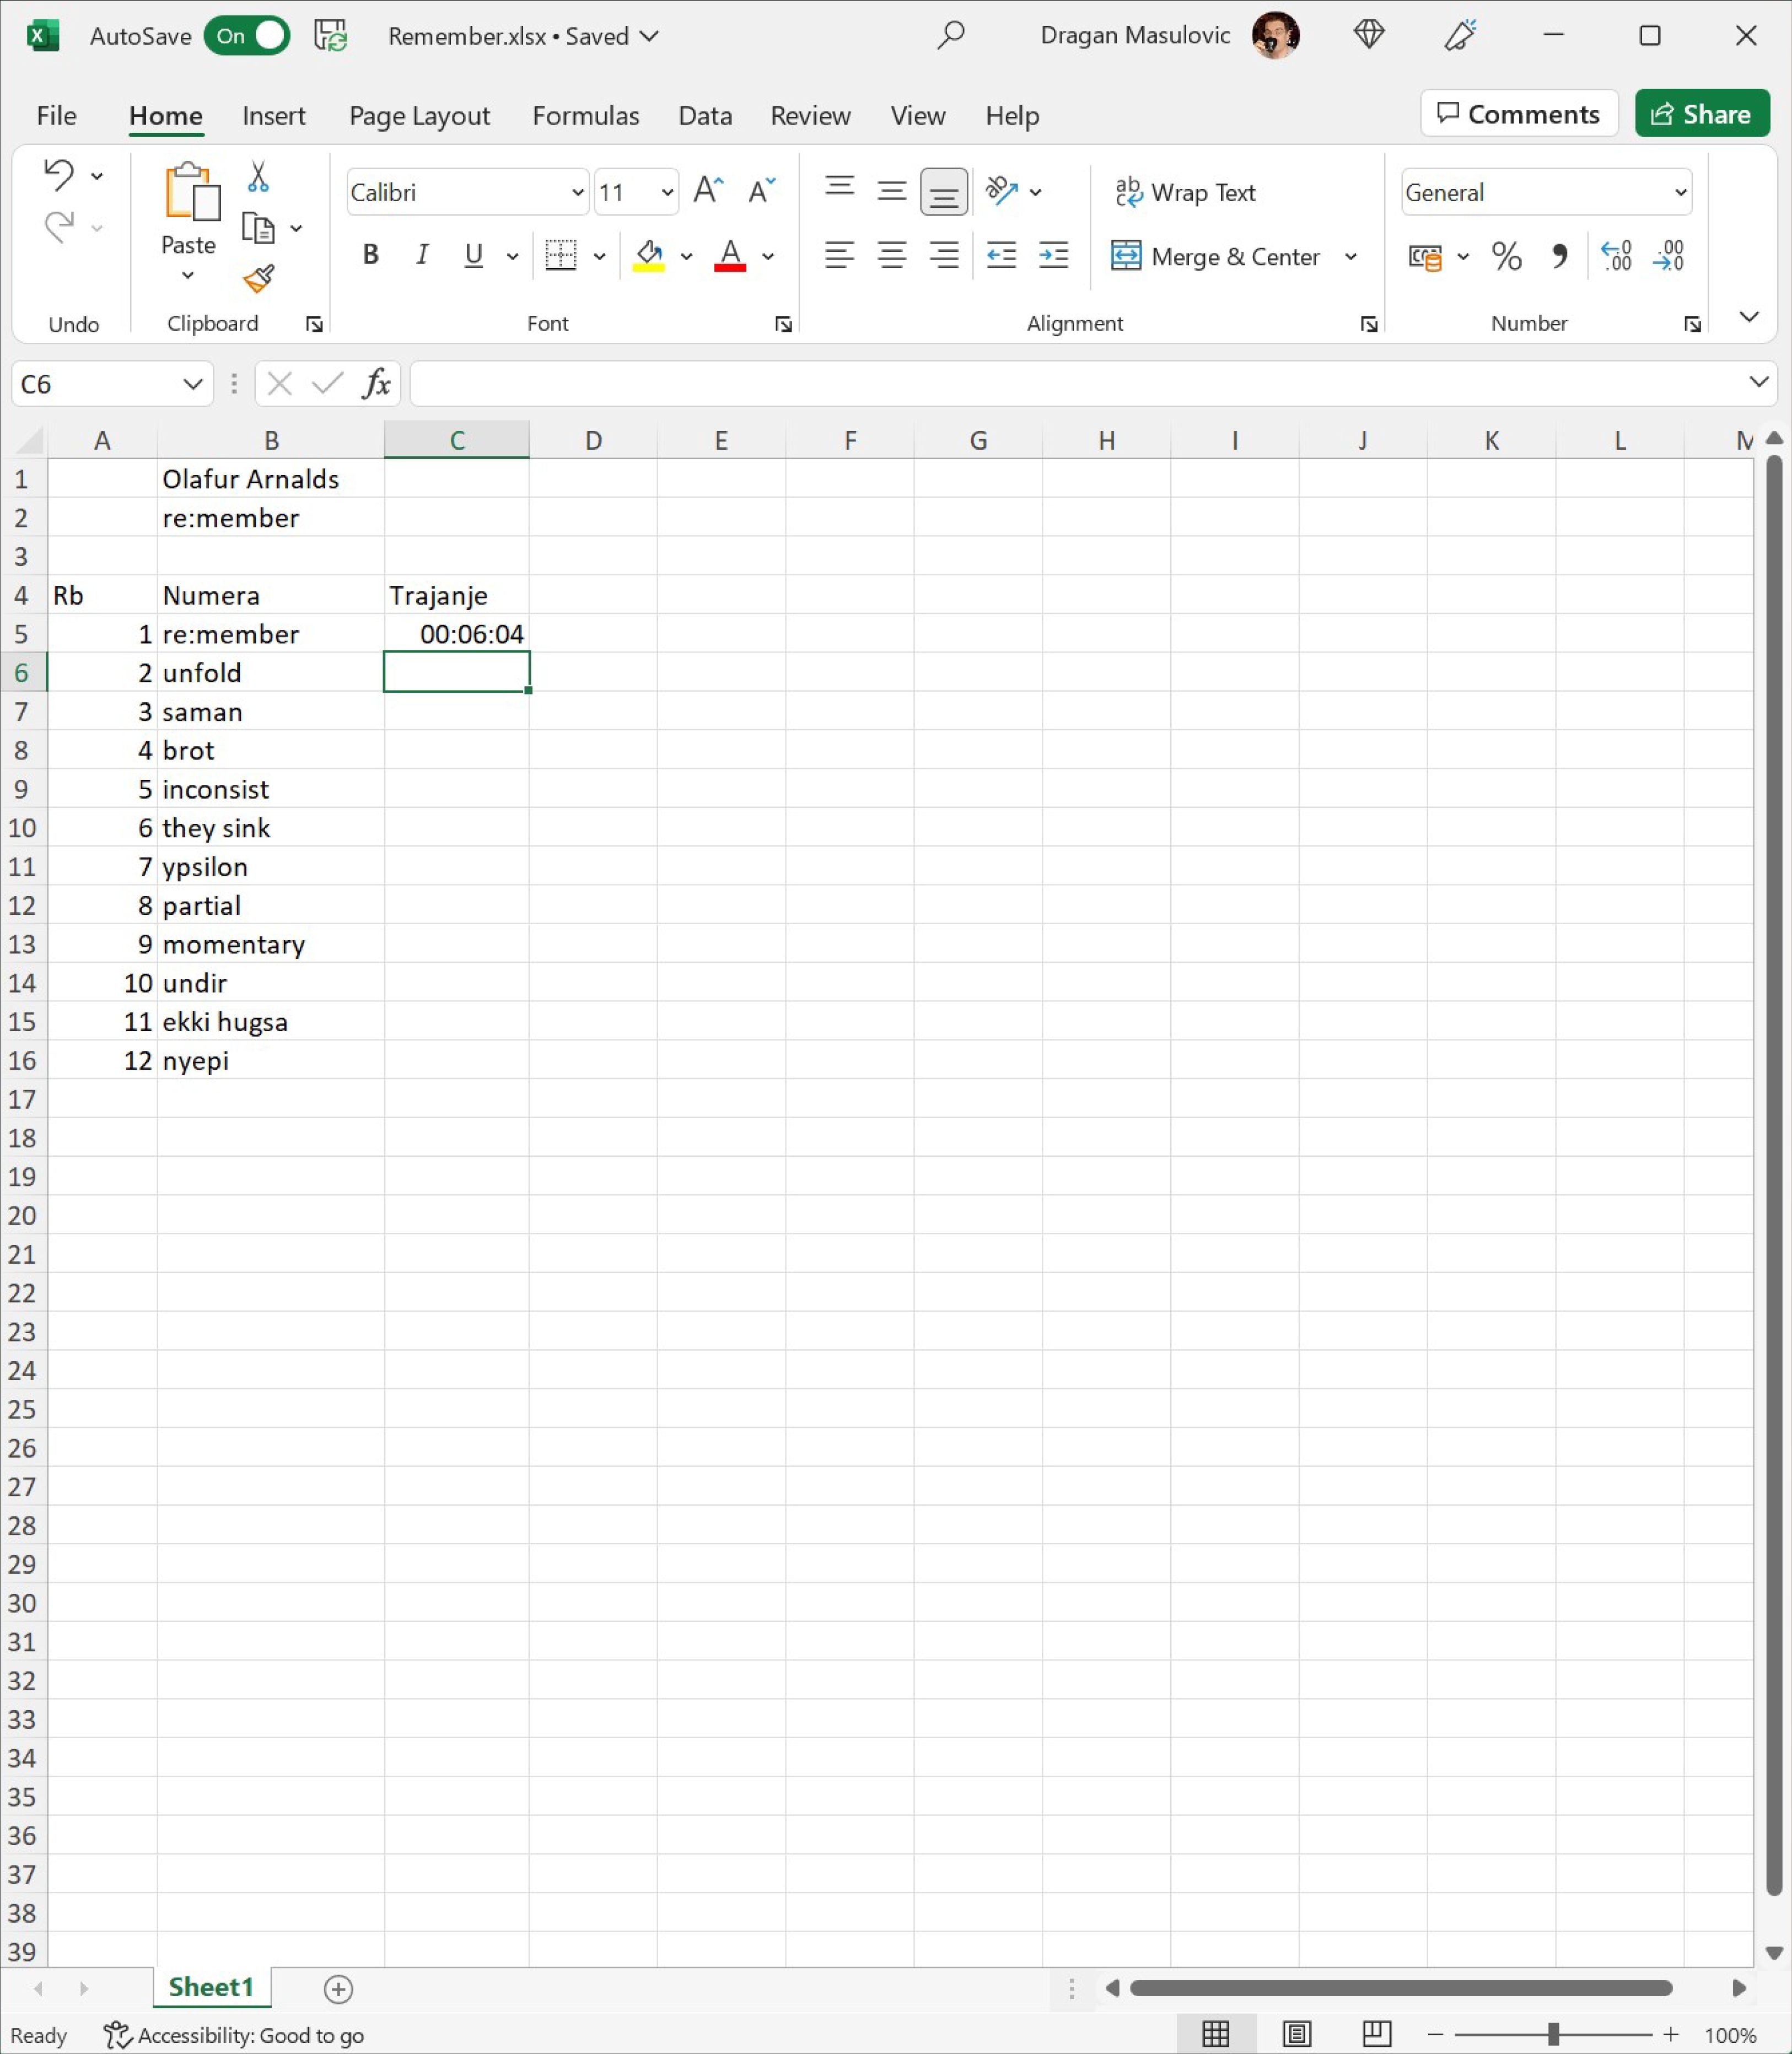 AutoSave On Remember.xlsx • Saved Dragan Masulovic
File Home Insert Page Layout Formulas Data Review View Help Comments Share
Calibri 11 Wrap Text General
Paste B I U A Merge & Center % 
Undo Clipboard Font Alignment Number
C6 fx
A B C D E F G H I J K L M
1 Olafur Arnalds
2 re:member
3
4 Rb Numera Trajanje
5 1 re:member 00:06:04
6 2 unfold
7 3 saman
8 4 brot
9 5 inconsist
10 6 they sink
11 7 ypsilon
12 8 partial
13 9 momentary
14 10 undir
15 11 ekki hugsa
16 12 nyepi
17
18
19
20
21
22
23
24
25
26
27
28
29
30
31
32
33
34
35
36
37
38
39
Sheet1
Ready Accessibility: Good to go 100%